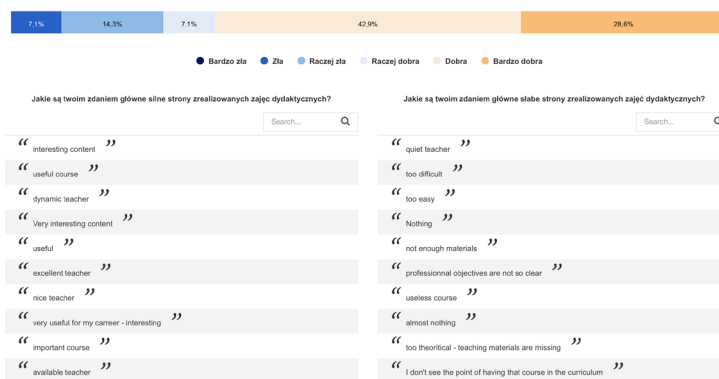 7,1% 14,3% 7,1% 42,9% 28,6%
Bardzo zła Zła Raczej zła Raczej dobra Dobra Bardzo dobra
Jakie są twoim zdaniem główne silne strony zrealizowanych zajęc dydaktycznych?
Search...
“ interesting content ”
“ useful course ”
“ dynamic teacher ”
“ Very interesting content ”
“ useful ”
“ excellent teacher ”
“ nice teacher ”
“ very useful for my carreer - interesting ”
“ important course ”
“ available teacher ”
Jakie są twoim zdaniem główne słabe strony zrealizowanych zajęć dydaktycznych?
Search...
“ quiet teacher ”
“ too difficult ”
“ too easy ”
“ Nothing ”
“ not enough materials ”
“ professionnal objectives are not so clear ”
“ useless course ”
“ almost nothing ”
“ too theoritical - teaching materials are missing ”
“ I don't see the point of having that course in the curriculum ”